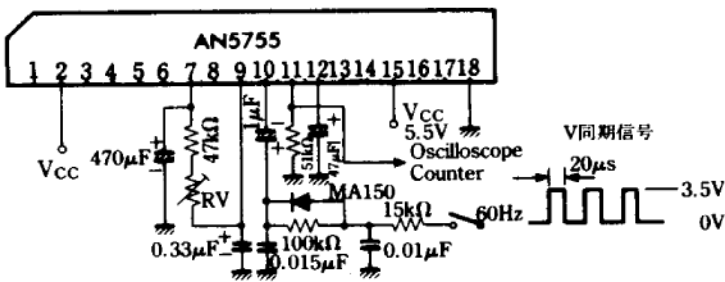 AN5755
1 2 3 4 5 6 7 8 9 10 11 12 13 14 15 16 17 18
VCC
470μF
+
-
47kΩ
RV
0.33μF
+
-
1μF
-
+
51kΩ
47μF
+
VCC
5.5V
Oscilloscope
Counter
MA150
100kΩ
0.015μF
15kΩ
0.01μF
60Hz
V同期信号
20μs
3.5V
0V